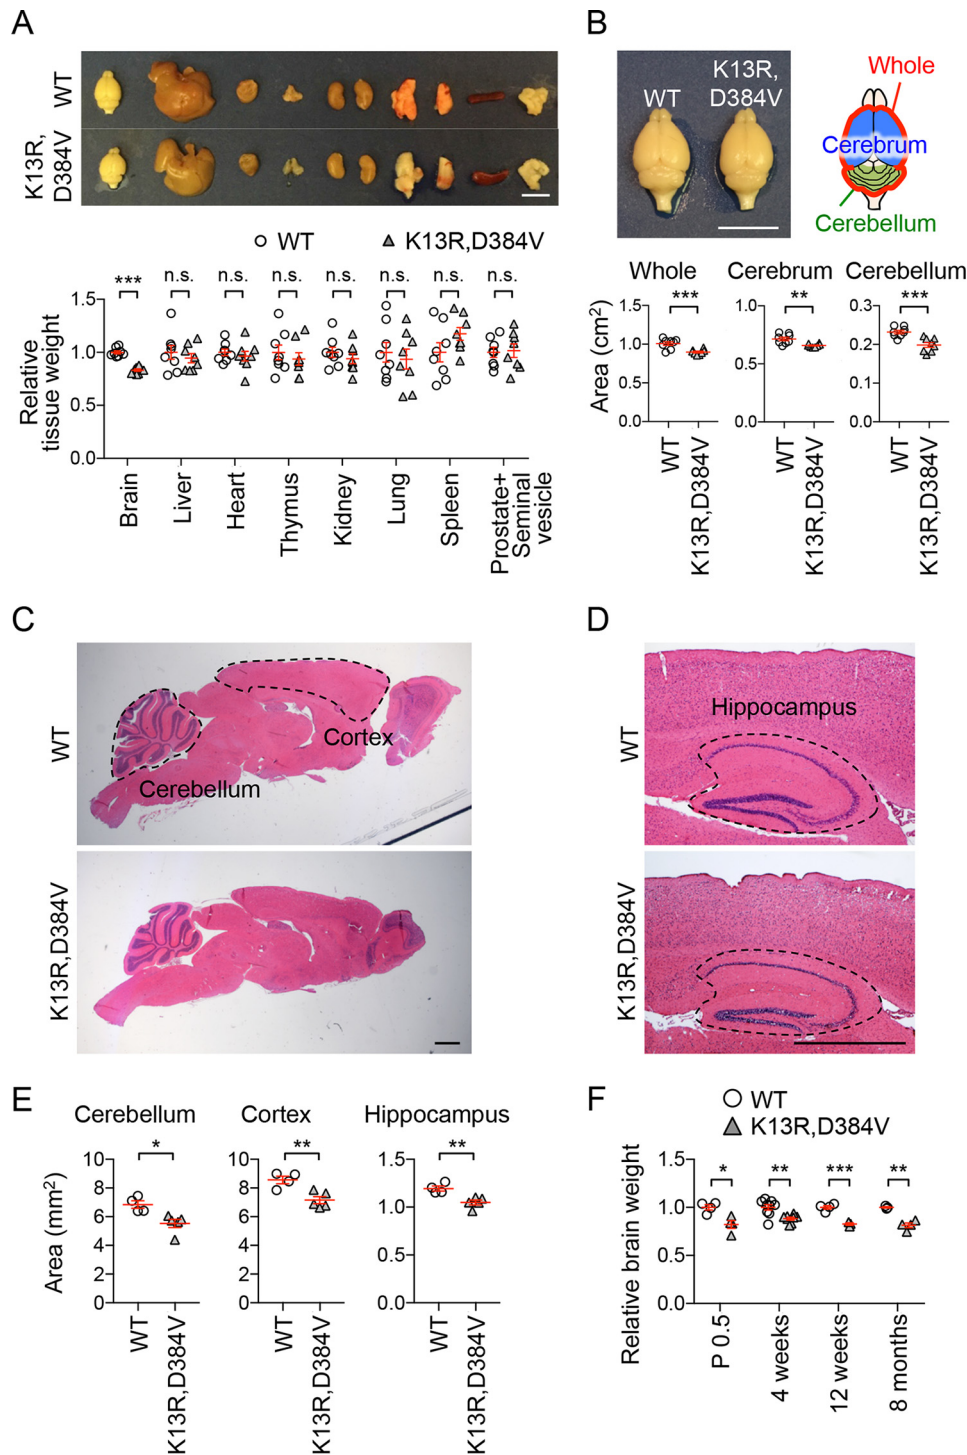 A
WT
K13R,
D384V
WT
K13R,D384V
***
n.s.
n.s.
n.s.
n.s.
n.s.
n.s.
n.s.
Relative
tissue weight
1.5
1.0
0.5
0.0
Brain
Liver
Heart
Thymus
Kidney
Lung
Spleen
Prostate+
Seminal
vesicle
B
WT
K13R,
D384V
Whole
Cerebrum
Cerebellum
Whole
Cerebrum
Cerebellum
***
**
***
Area (cm2)
1.5
1.0
0.5
0.0
1.0
0.5
0.0
0.3
0.2
0.1
0.0
WT
K13R,D384V
WT
K13R,D384V
WT
K13R,D384V
C
WT
Cortex
Cerebellum
K13R,D384V
D
WT
Hippocampus
K13R,D384V
E
Cerebellum
Cortex
Hippocampus
*
**
**
Area (mm2)
10
8
6
4
2
0
10
8
6
4
2
0
1.5
1.0
0.5
0.0
WT
K13R,D384V
WT
K13R,D384V
WT
K13R,D384V
F
WT
K13R,D384V
*
**
***
**
Relative brain weight
1.5
1.0
0.5
0.0
P 0.5
4 weeks
12 weeks
8 months